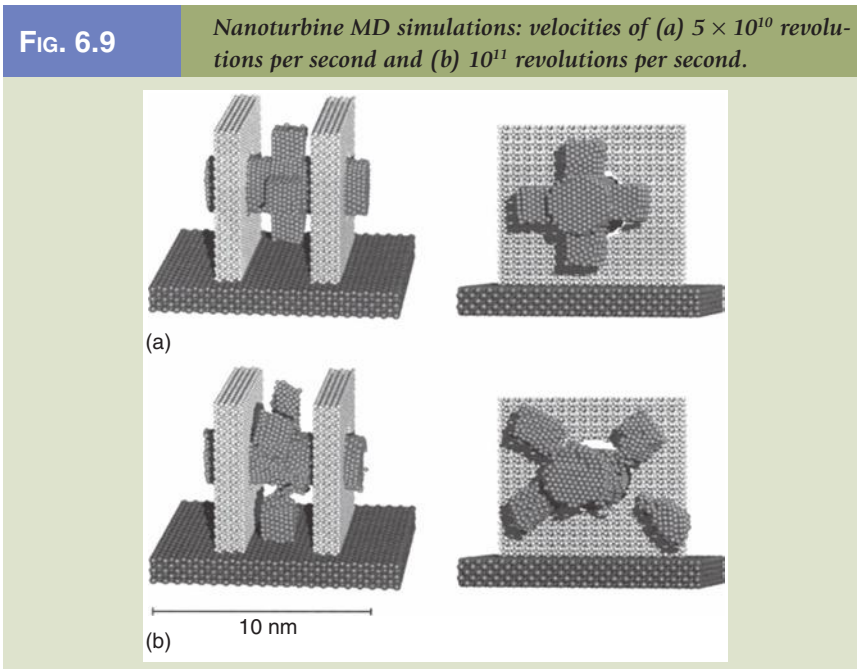 FIG. 6.9
Nanoturbine MD simulations: velocities of (a) 5 × 10¹⁰ revolu-
tions per second and (b) 10¹¹ revolutions per second.
(a)
10 nm
(b)